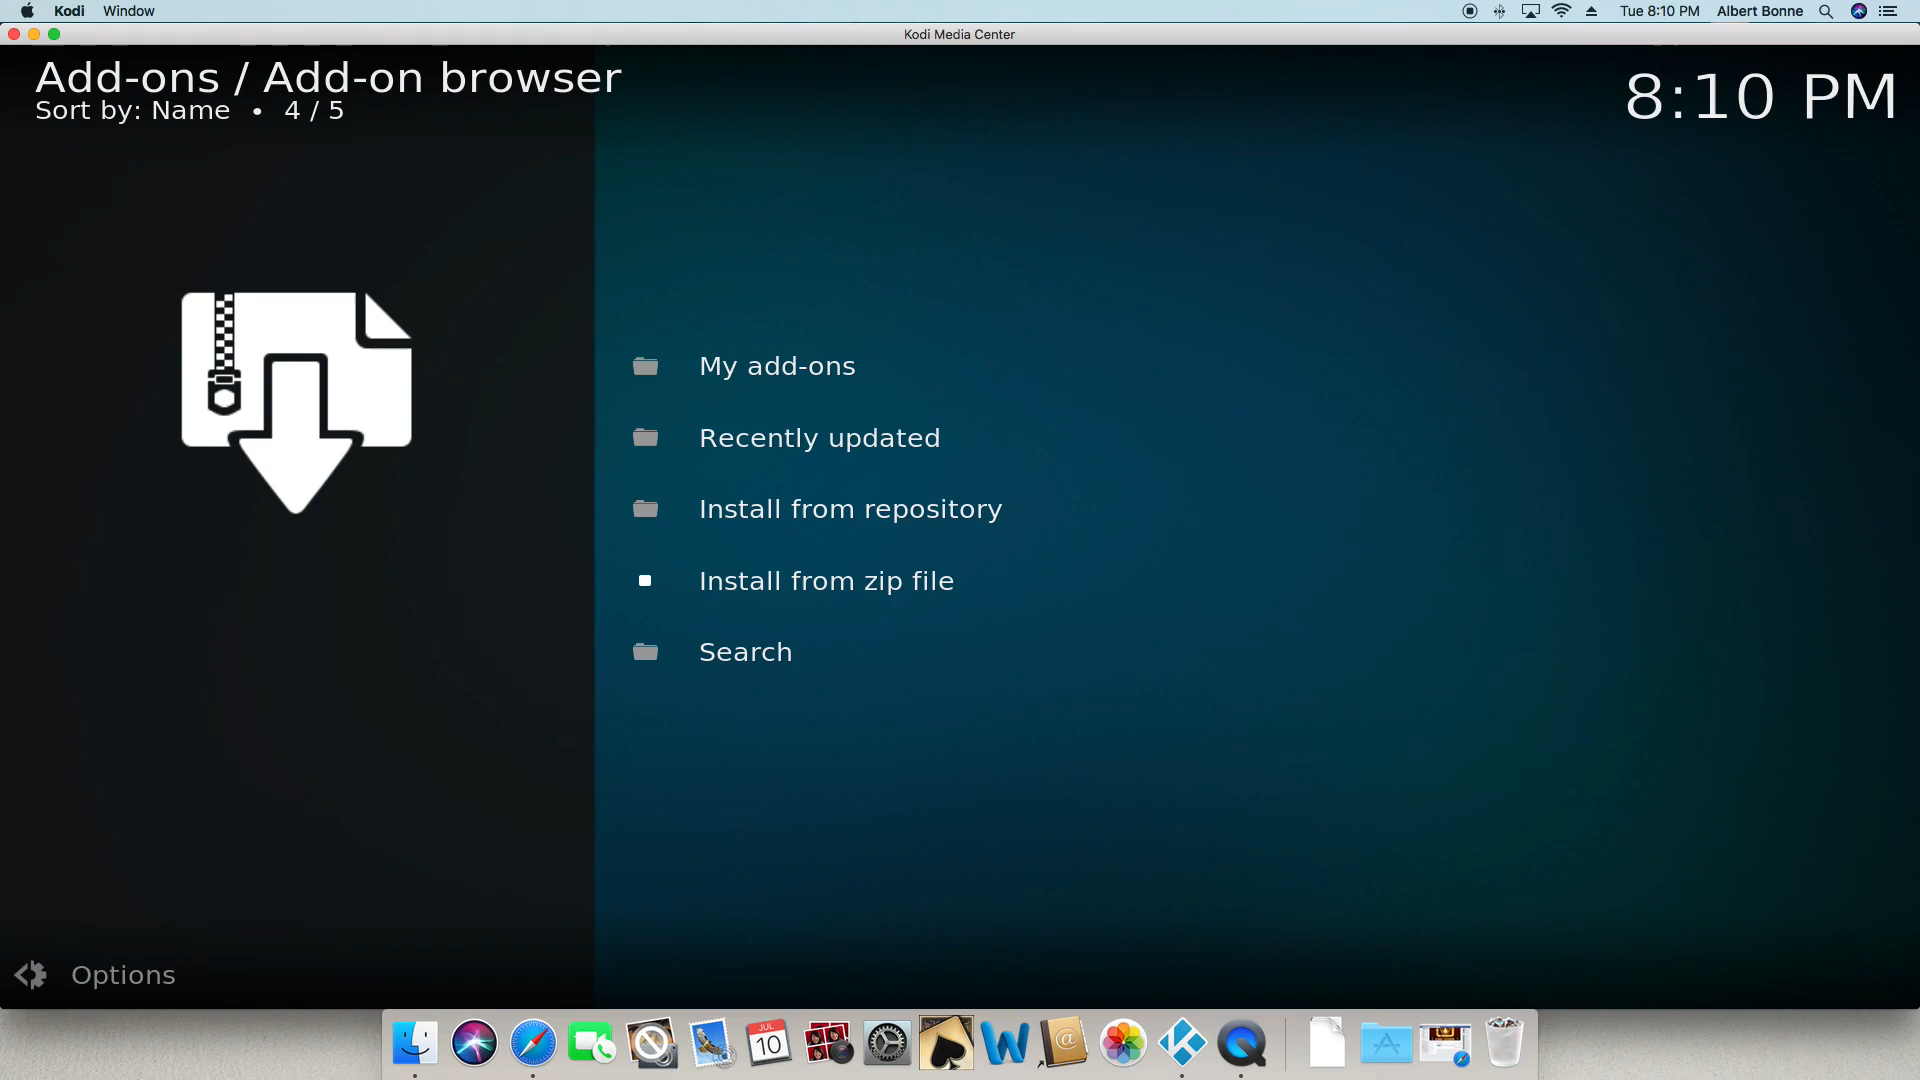 Kodi Window Tue 8:10 PM Albert Bonne
Kodi Media Center
Add-ons / Add-on browser
Sort by: Name • 4 / 5
8:10 PM
My add-ons
Recently updated
Install from repository
Install from zip file
Search
Options
JUL
10